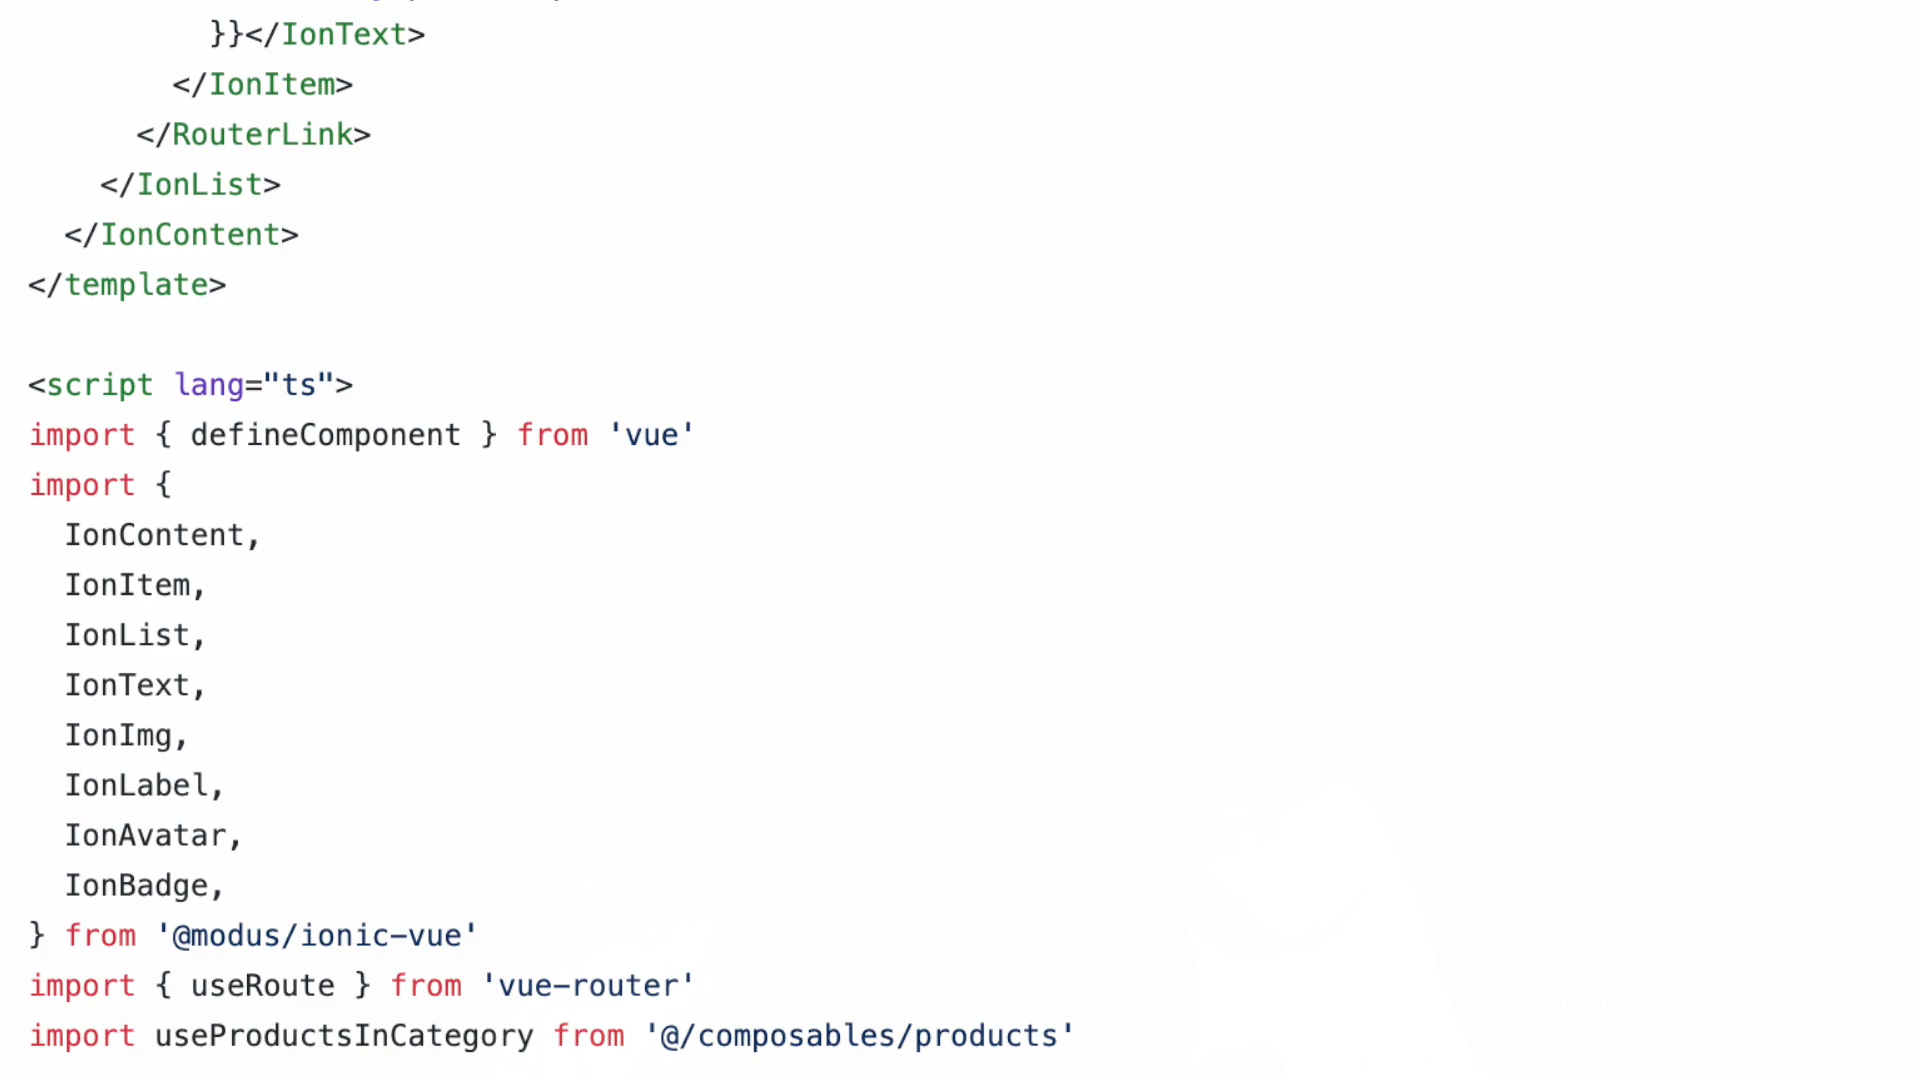 }}</IonText>
</IonItem>
</RouterLink>
</IonList>
</IonContent>
</template>
<script lang="ts">
import { defineComponent } from 'vue'
import {
IonContent,
IonItem,
IonList,
IonText,
IonImg,
IonLabel,
IonAvatar,
IonBadge,
} from '@modus/ionic-vue'
import { useRoute } from 'vue-router'
import useProductsInCategory from '@/composables/products'